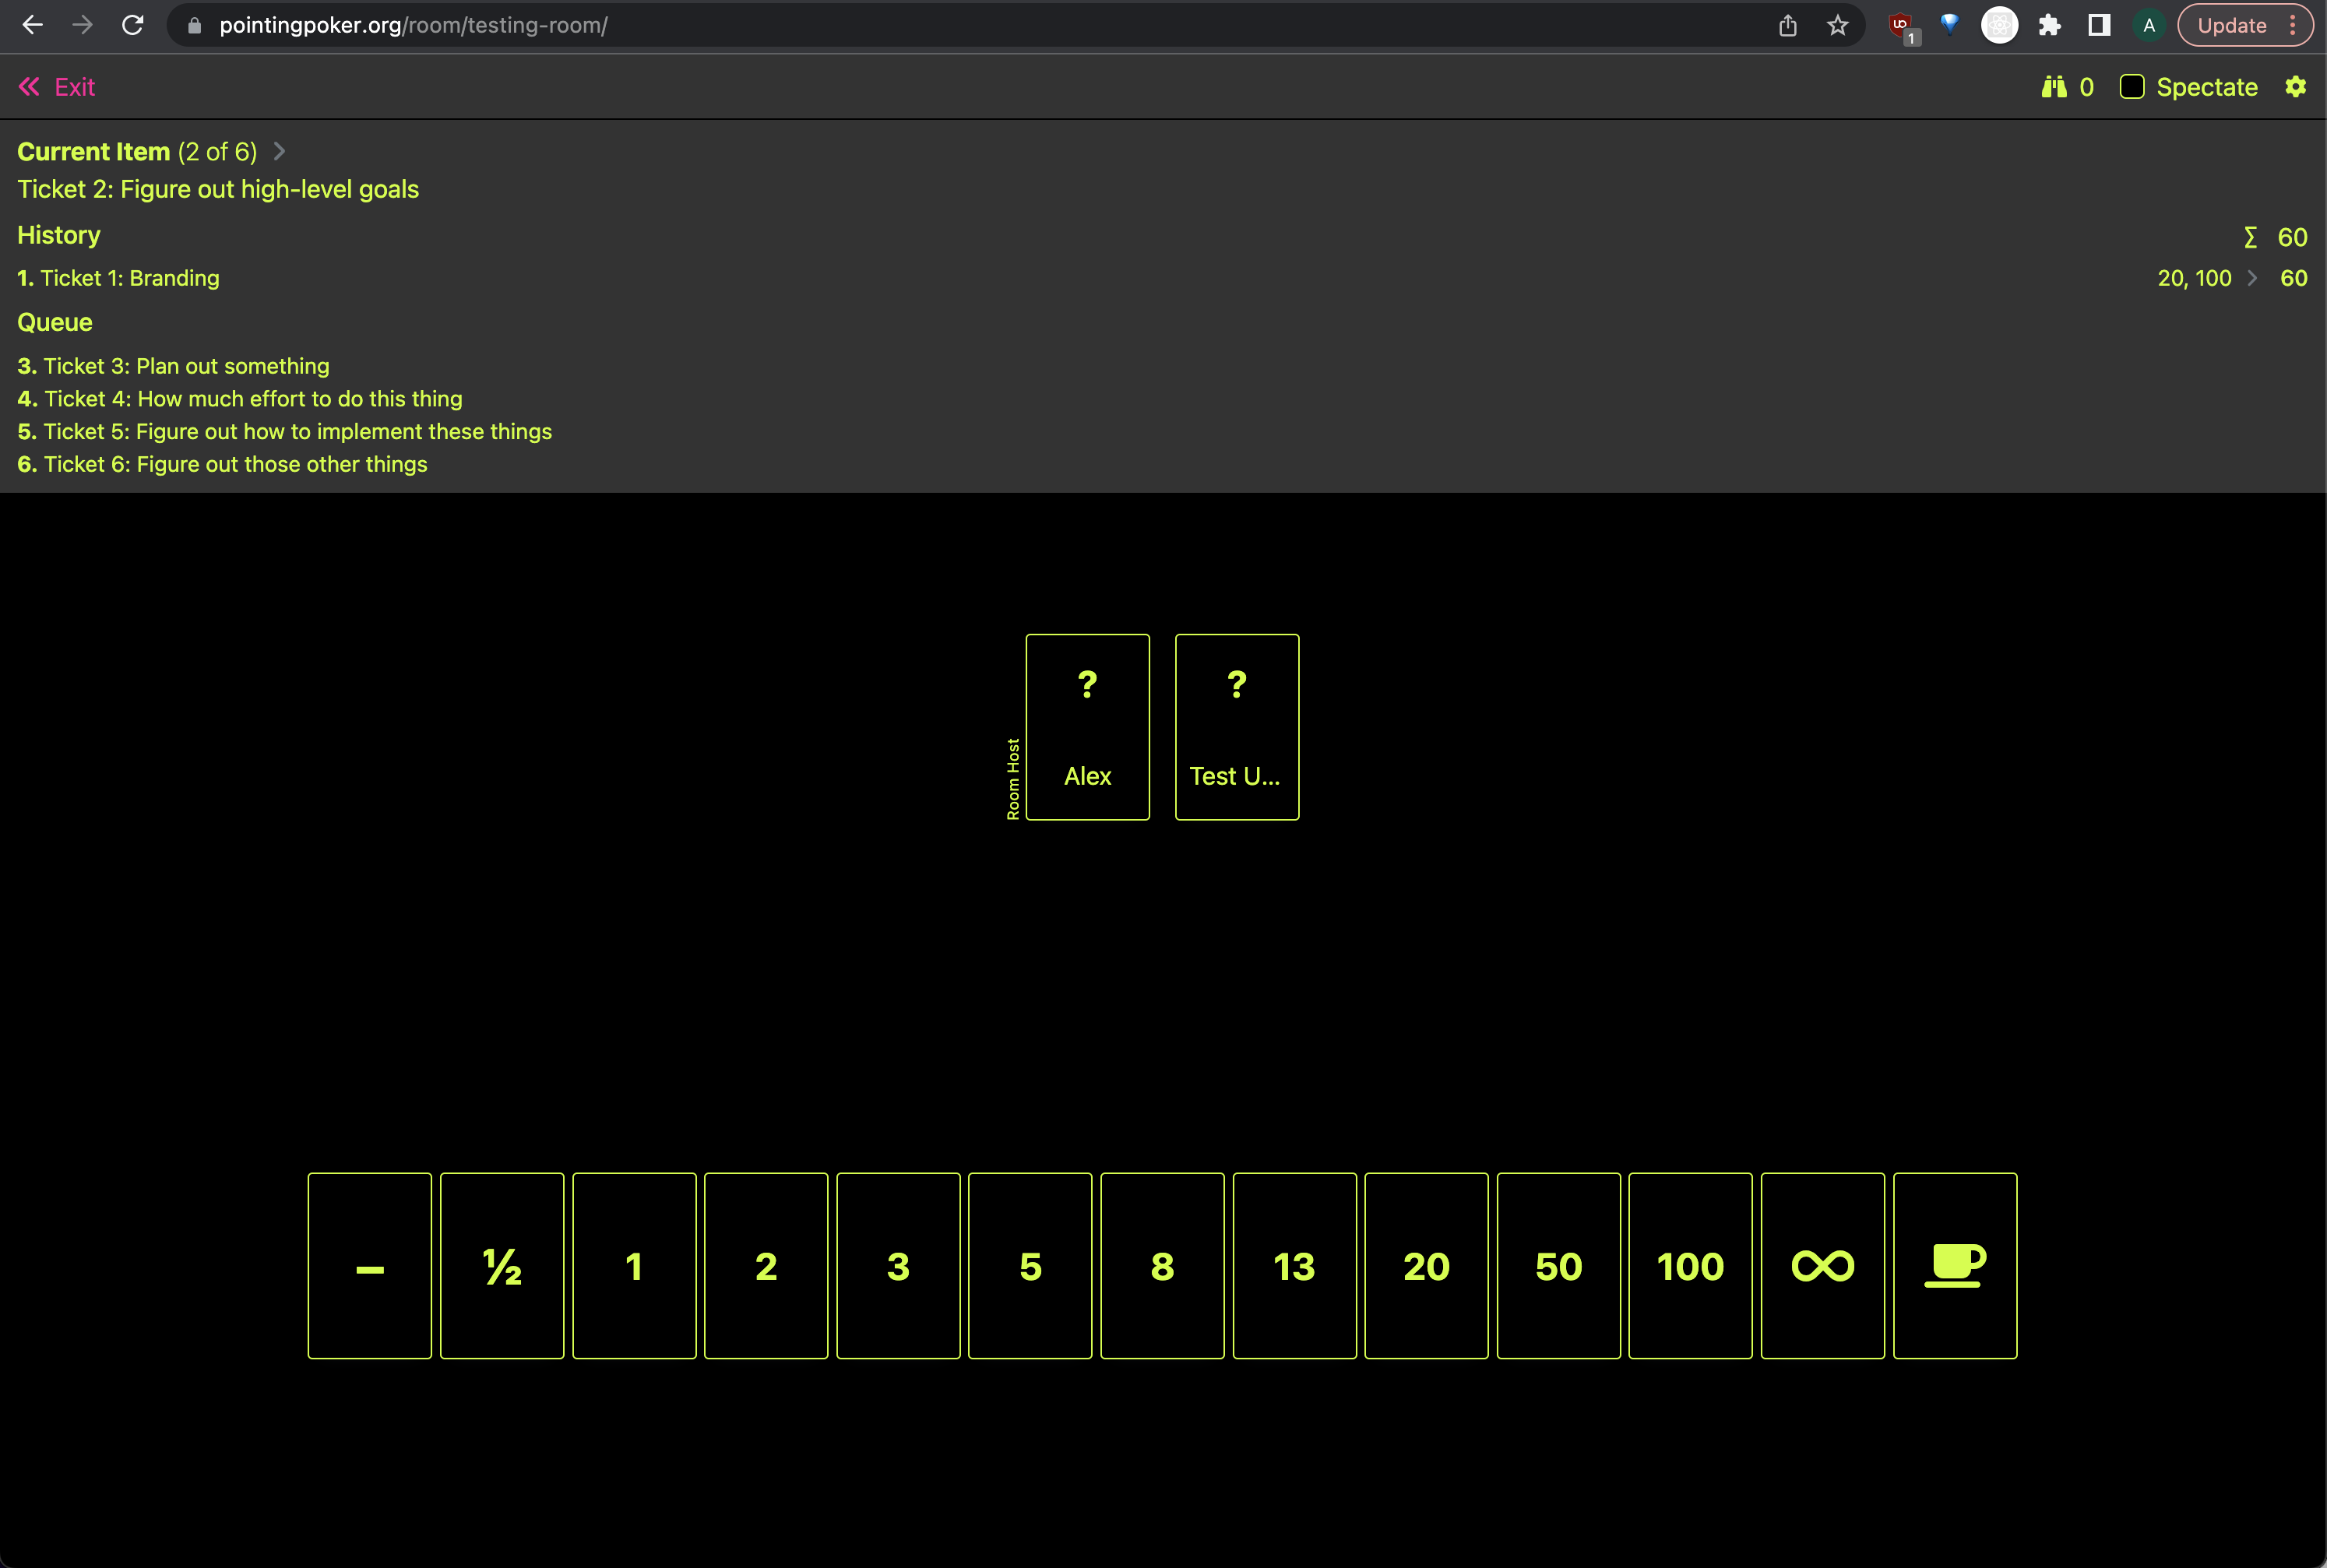 pointingpoker.org/room/testing-room/
1
A
Update
Exit
0
Spectate
Current Item (2 of 6)
Ticket 2: Figure out high-level goals
History
Σ 60
1. Ticket 1: Branding
20, 100 > 60
Queue
3. Ticket 3: Plan out something
4. Ticket 4: How much effort to do this thing
5. Ticket 5: Figure out how to implement these things
6. Ticket 6: Figure out those other things
? ?
Room Host
Alex Test U...
– ½ 1 2 3 5 8 13 20 50 100 ∞